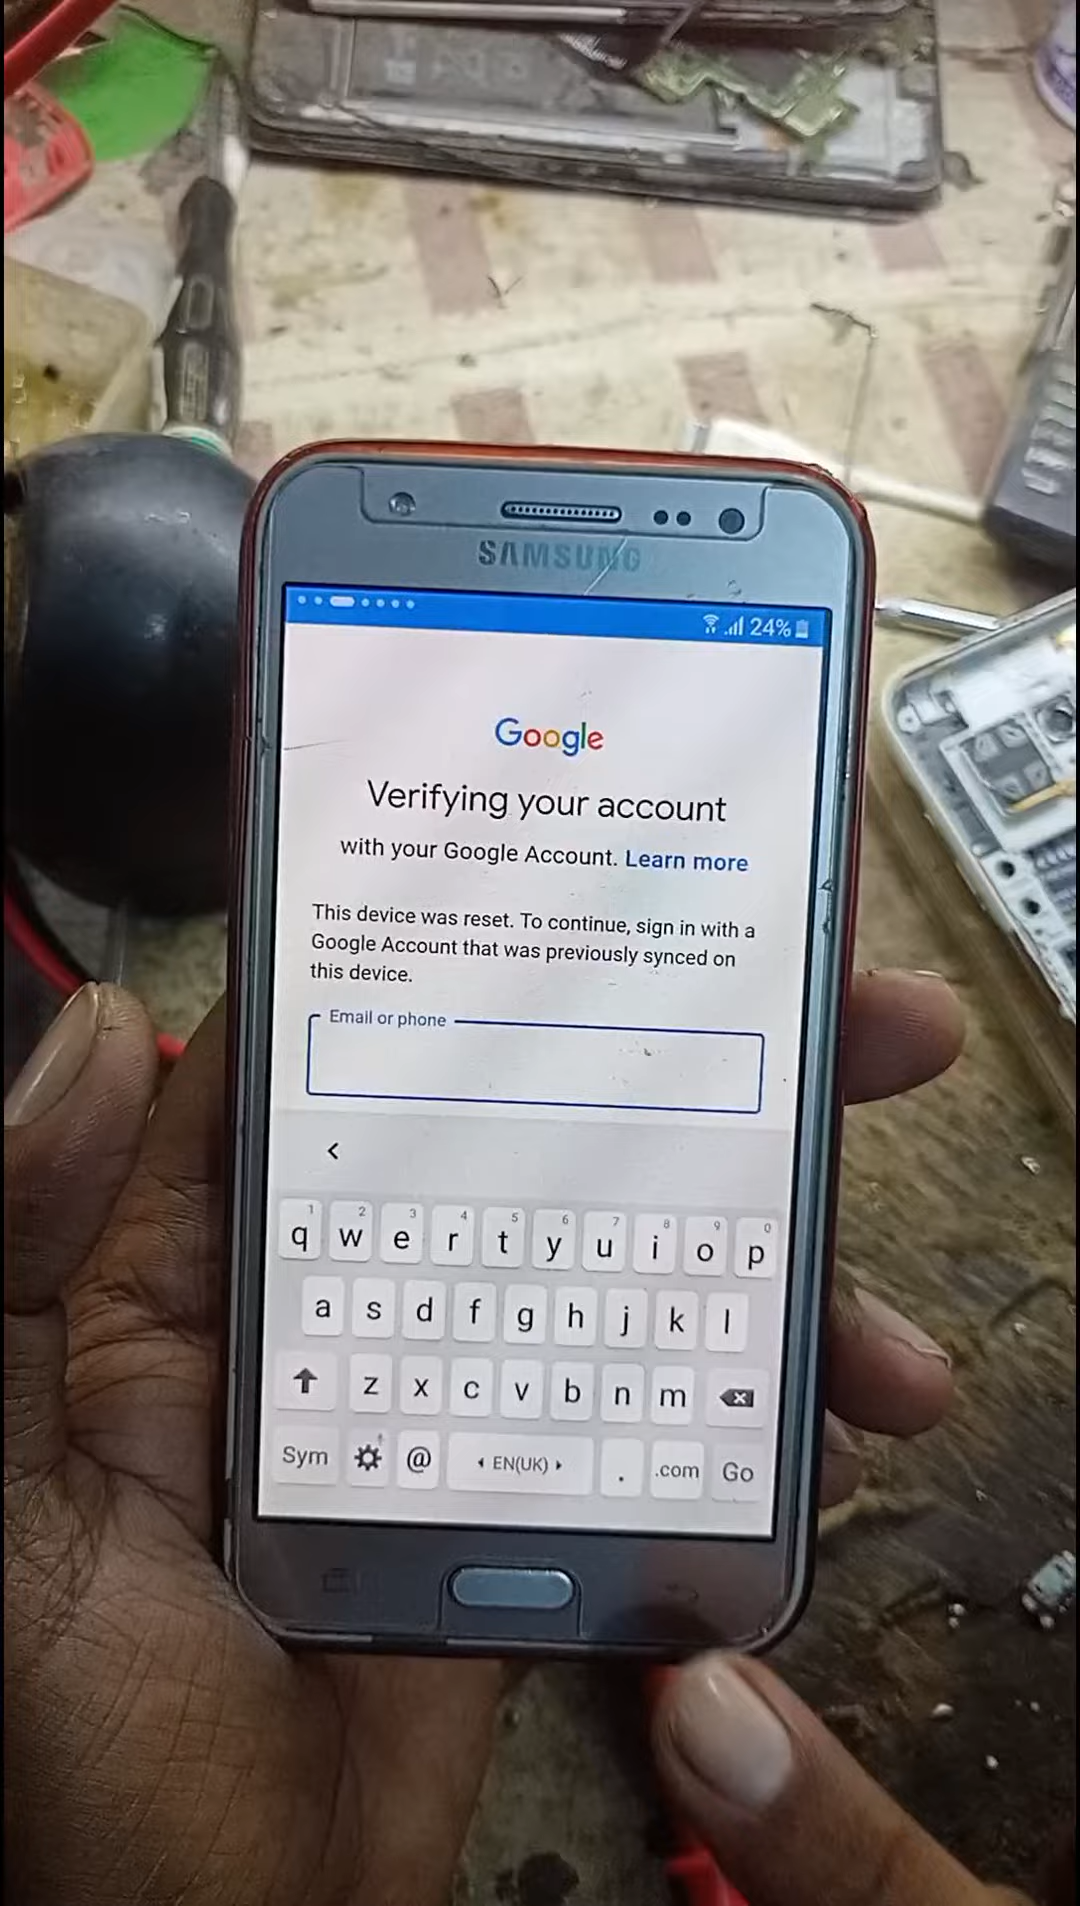 SAMSUNG
24%
Google
Verifying your account
with your Google Account. Learn more
This device was reset. To continue, sign in with a
Google Account that was previously synced on
this device.
Email or phone
<
1 2 3 4 5 6 7 8 9 0
q w e r t y u i o p
a s d f g h j k l
z x c v b n m
Sym @ EN(UK) . .com Go